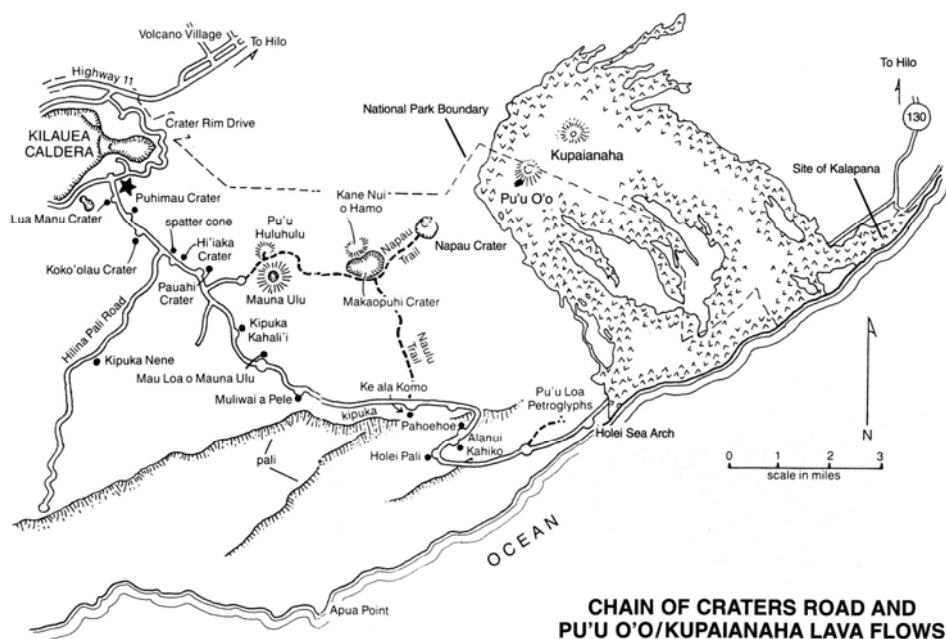 Volcano Village
To Hilo
Highway 11
Crater Rim Drive
KILAUEA
CALDERA
National Park Boundary
Kupaianaha
To Hilo
130
Site of Kalapana
Pu'u O'o
Puhimau Crater
Lua Manu Crater
spatter cone
Pu'u
Huluhulu
Kane Nui
o Hamo
Napau
Trail
Napau Crater
Hi'iaka
Crater
Koko'olau Crater
Pauahi
Crater
Mauna Ulu
Makaopuhi Crater
Hilina Pali Road
Kipuka
Kahali'i
Naulu
Trail
Kipuka Nene
Mau Loa o Mauna Ulu
Ke ala Komo
Muliwai a Pele
kipuka
Pahoehoe
Pu'u Loa
Petroglyphs
Alanui
Kahiko
Holei Sea Arch
pali
Holei Pali
N
0 1 2 3
scale in miles
OCEAN
Apua Point
CHAIN OF CRATERS ROAD AND
PU'U O'O/KUPAIANAHA LAVA FLOWS